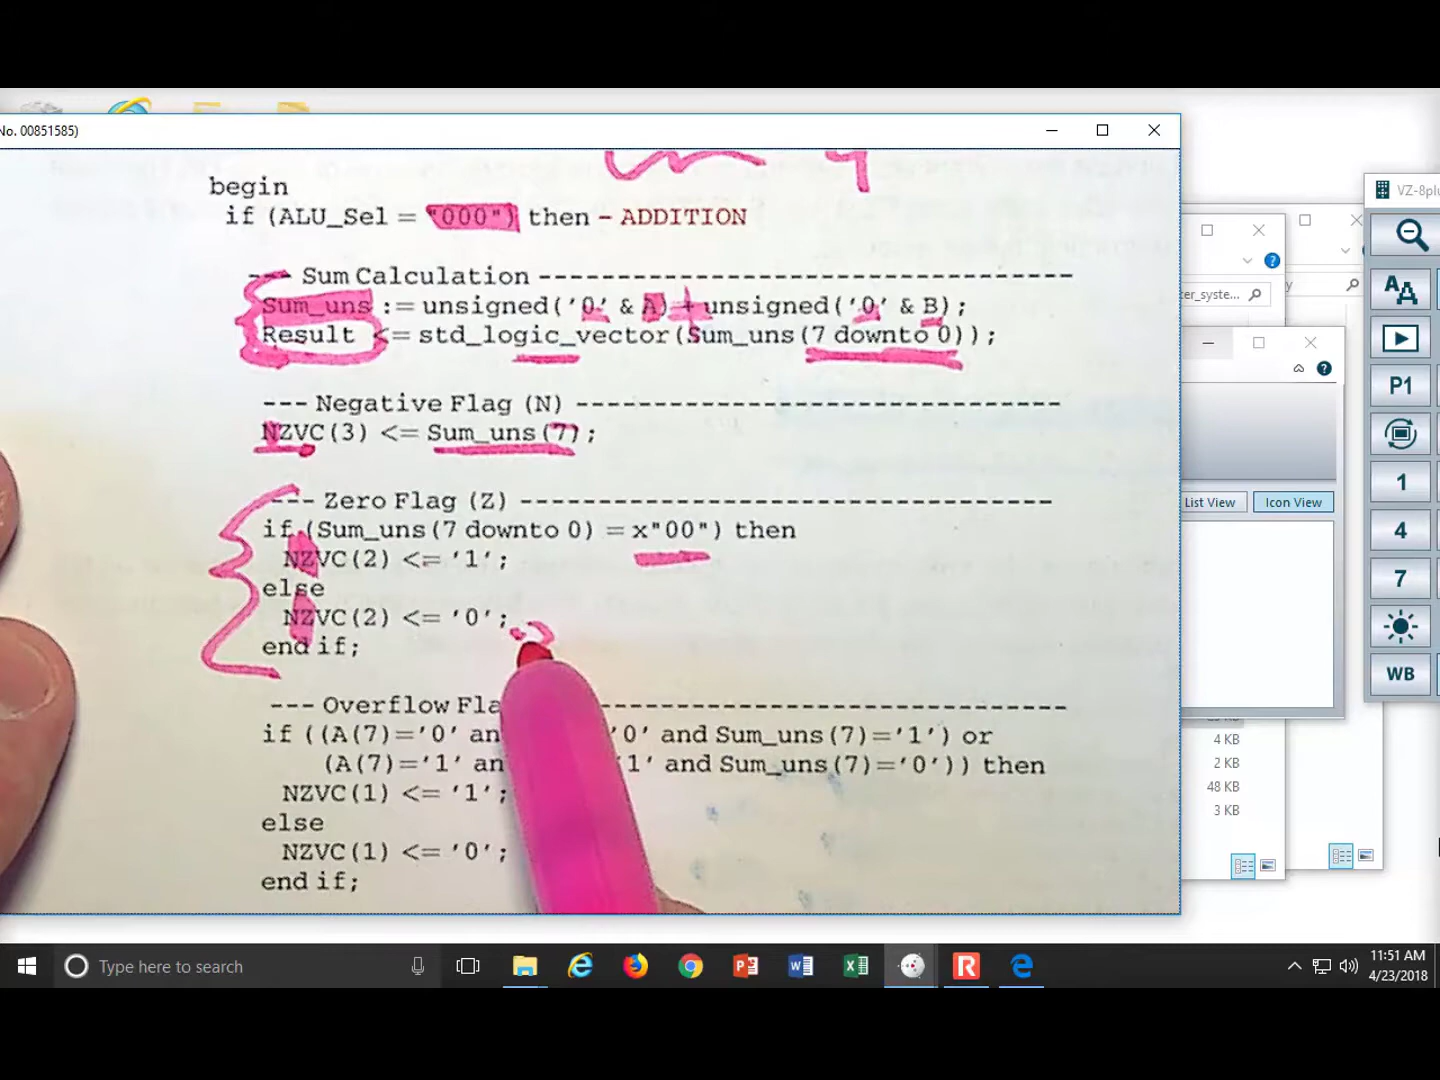 No. 00851585)
begin
if (ALU_Sel = "000") then - ADDITION
--- Sum Calculation ----------------------------------
Sum_uns := unsigned('0' & A) + unsigned('0' & B);
Result <= std_logic_vector(Sum_uns(7 downto 0));
--- Negative Flag (N) -------------------------------
NZVC(3) <= Sum_uns(7);
--- Zero Flag (Z) ----------------------------------
if (Sum_uns(7 downto 0) = x"00") then
NZVC(2) <= '1';
else
NZVC(2) <= '0';
end if;
--- Overflow Fla -------------------------------
if ((A(7)='0' an '0' and Sum_uns(7)='1') or
(A(7)='1' an '1' and Sum_uns(7)='0')) then
NZVC(1) <= '1';
else
NZVC(1) <= '0';
end if;
ter_syste...
y
List View
Icon View
4 KB
2 KB
48 KB
3 KB
VZ-8plu
AA
P1
1
4
7
WB
Type here to search
11:51 AM
4/23/2018